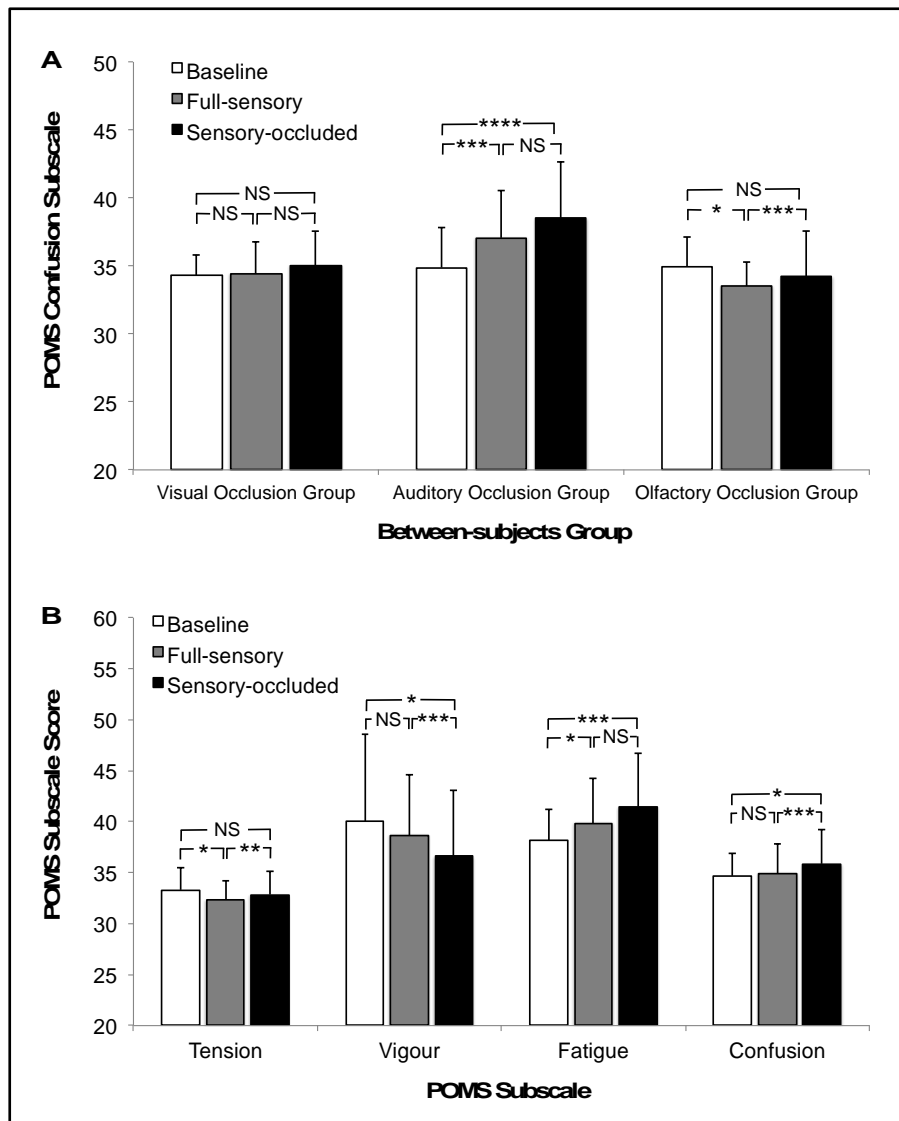 A
50
45
40
35
30
25
20
POMS Confusion Subscale
Baseline
Full-sensory
Sensory-occluded
NS
NS NS
****
*** NS
NS
* ***
Visual Occlusion Group Auditory Occlusion Group Olfactory Occlusion Group
Between-subjects Group
B
60
55
50
45
40
35
30
25
20
POMS Subscale Score
Baseline
Full-sensory
Sensory-occluded
NS
* **
*
NS ***
***
* NS
*
NS ***
Tension Vigour Fatigue Confusion
POMS Subscale